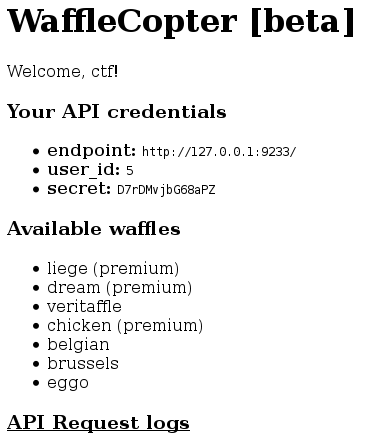 WaffleCopter [beta]
Welcome, ctf!
Your API credentials
• endpoint: http://127.0.0.1:9233/
• user_id: 5
• secret: D7rDMvjbG68aPZ
Available waffles
• liege (premium)
• dream (premium)
• veritaffle
• chicken (premium)
• belgian
• brussels
• eggo
API Request logs